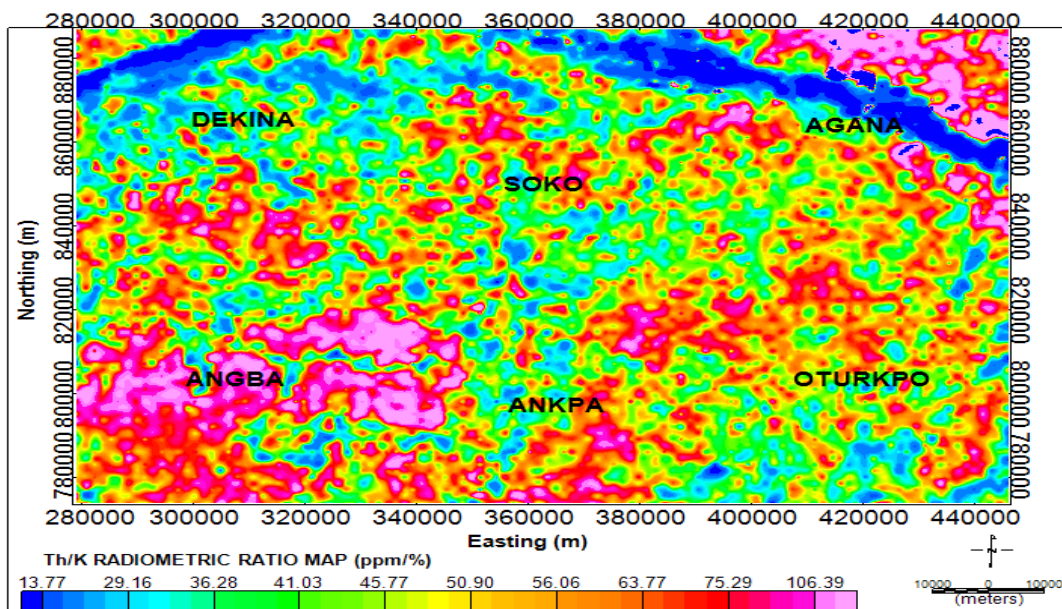 280000 300000 320000 340000 360000 380000 400000 420000 440000
880000 860000 840000 820000 800000 780000
Northing (m)
DEKINA
AGANA
SOKO
ANGBA
ANKPA
OTURKPO
880000 860000 840000 820000 800000 780000
280000 300000 320000 340000 360000 380000 400000 420000 440000
Easting (m)
Th/K RADIOMETRIC RATIO MAP (ppm/%)
13.77 29.16 36.28 41.03 45.77 50.90 56.06 63.77 75.29 106.39
N
10000 0 10000
(meters)